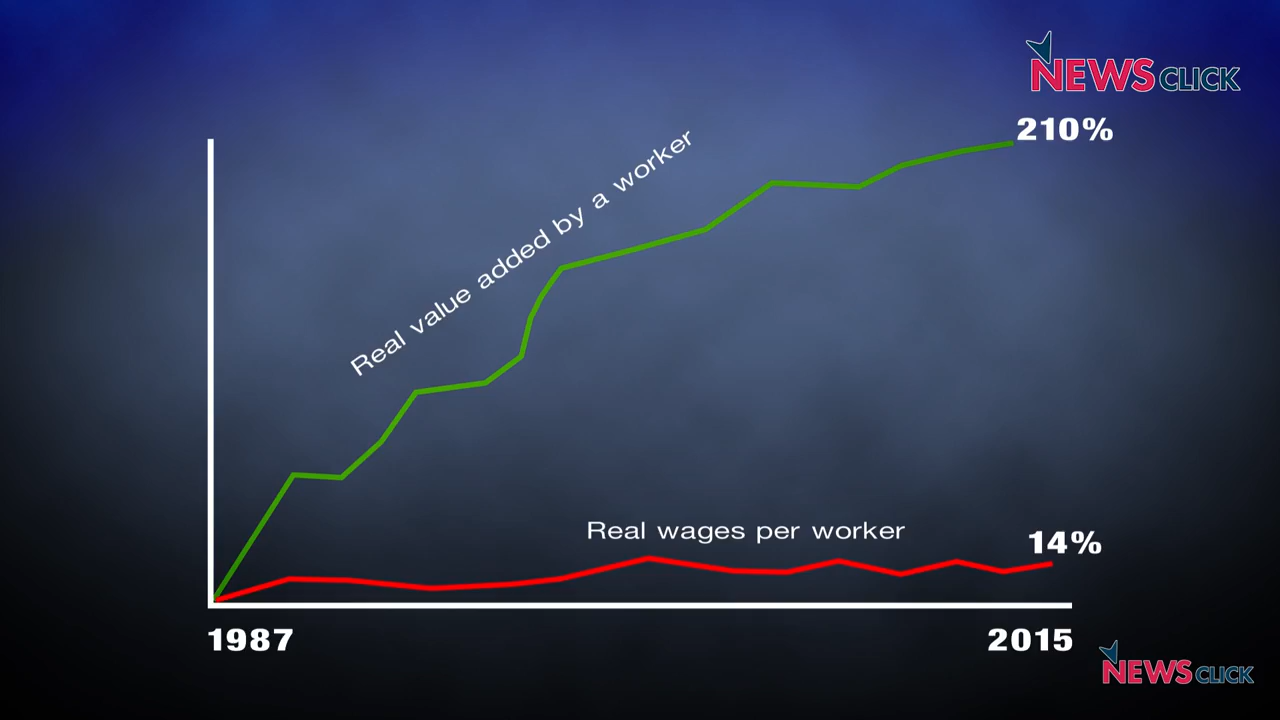 NEWSCLICK
210%
Real value added by a worker
Real wages per worker
14%
1987
2015
NEWSCLICK